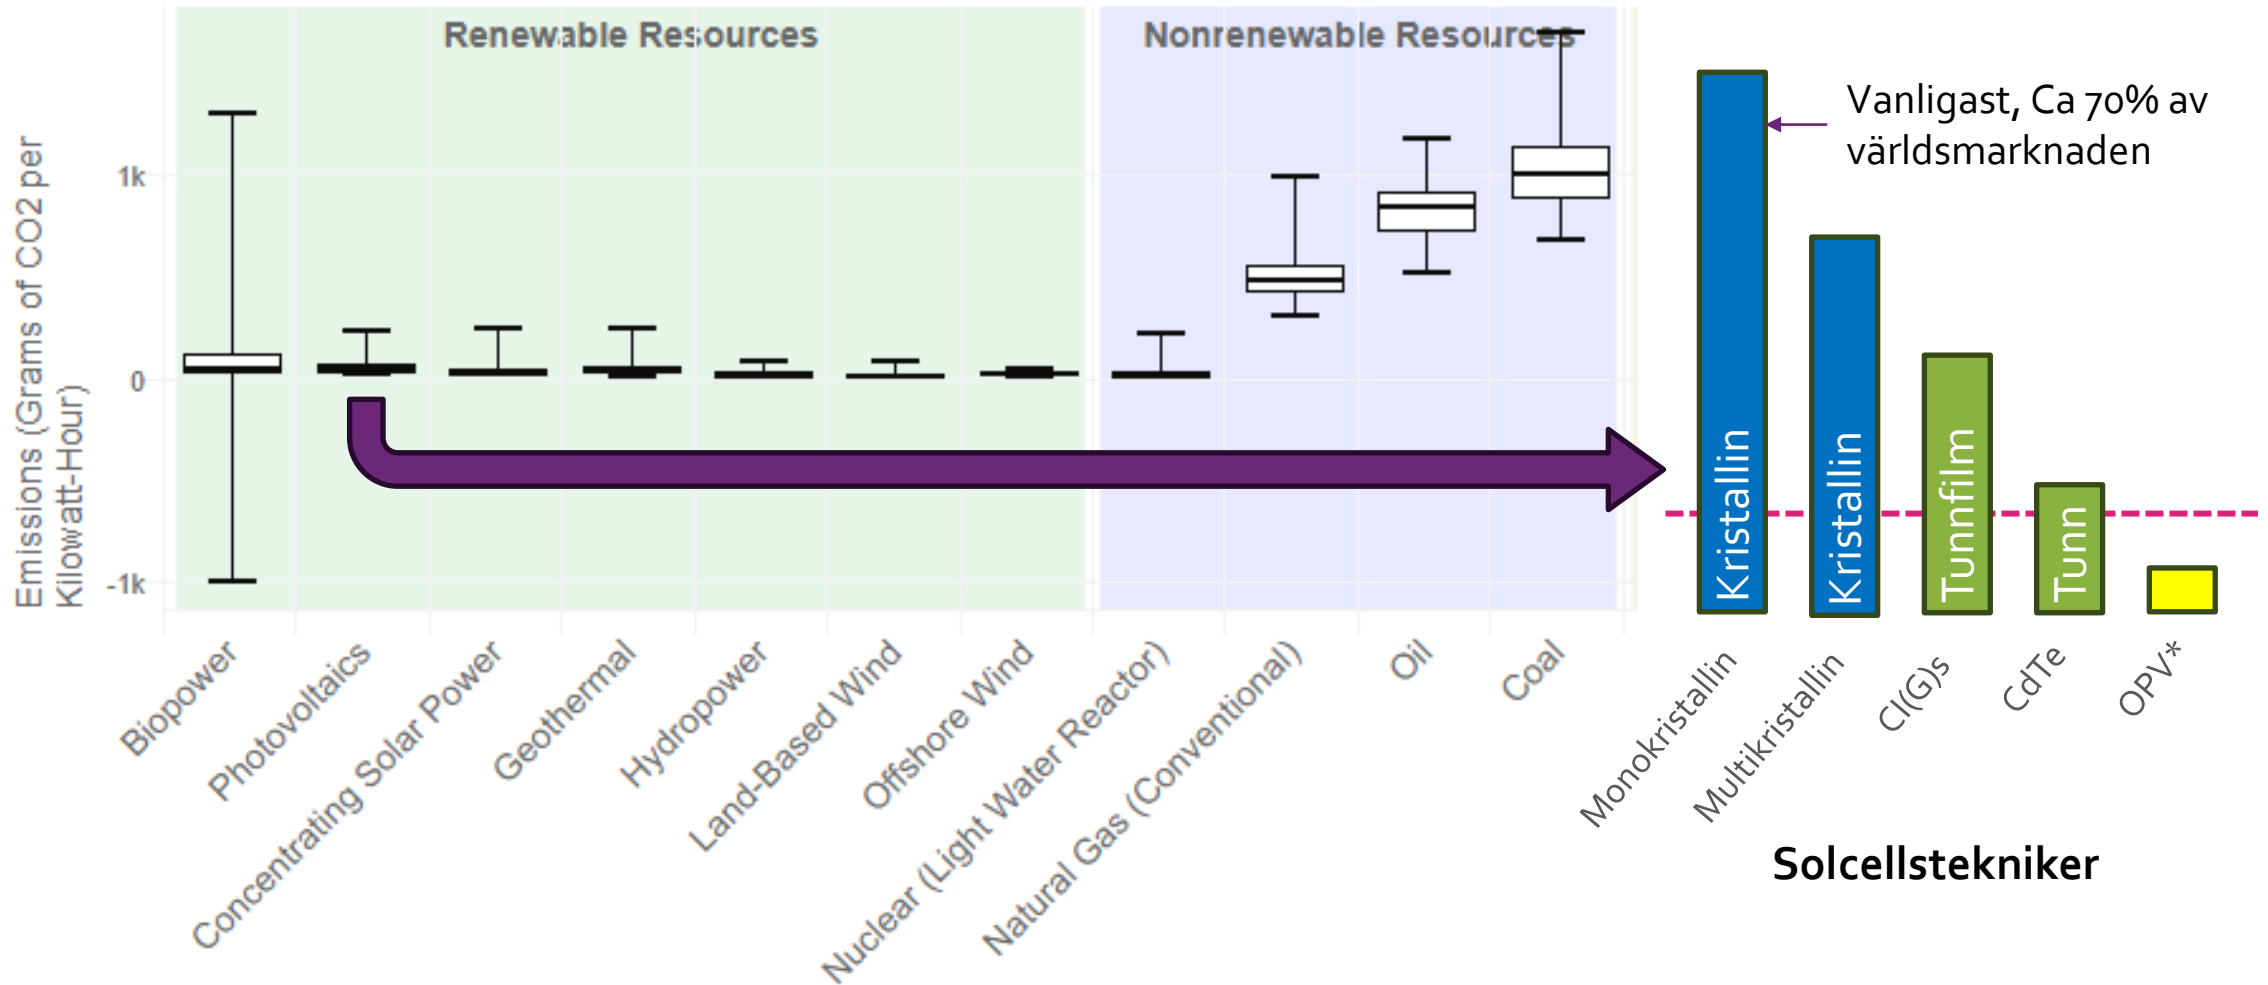 Renewable Resources
Nonrenewable Resources
Emissions (Grams of CO2 per
Kilowatt-Hour)
1k
0
-1k
Biopower
Photovoltaics
Concentrating Solar Power
Geothermal
Hydropower
Land-Based Wind
Offshore Wind
Nuclear (Light Water Reactor)
Natural Gas (Conventional)
Oil
Coal
Vanligast, Ca 70% av
världsmarknaden
Kristallin
Kristallin
Tunnfilm
Tunn
Monokristallin
Multikristallin
CI(G)s
CdTe
OPV*
Solcellstekniker